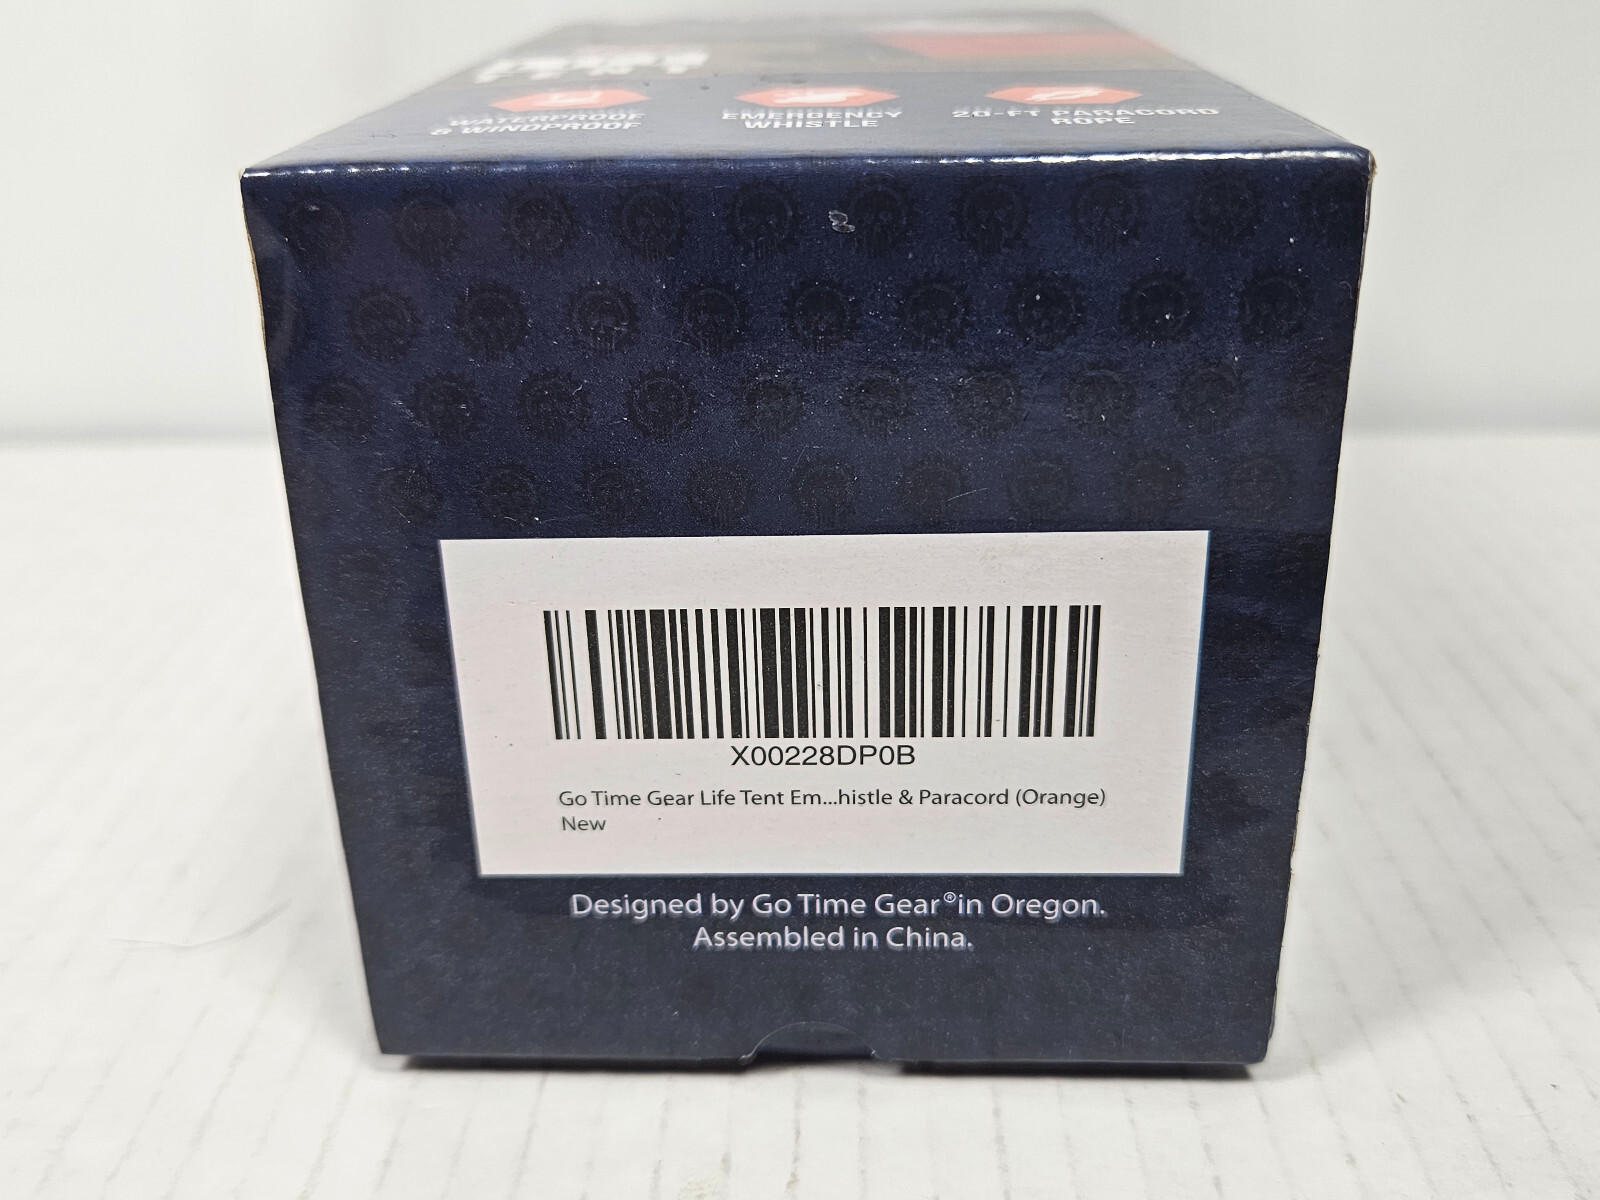 WATERPROOF
& WINDPROOF
EMERGENCY
WHISTLE
20-FT PARACORD
ROPE
X00228DP0B
Go Time Gear Life Tent Em...histle & Paracord (Orange)
New
Designed by Go Time Gear® in Oregon.
Assembled in China.